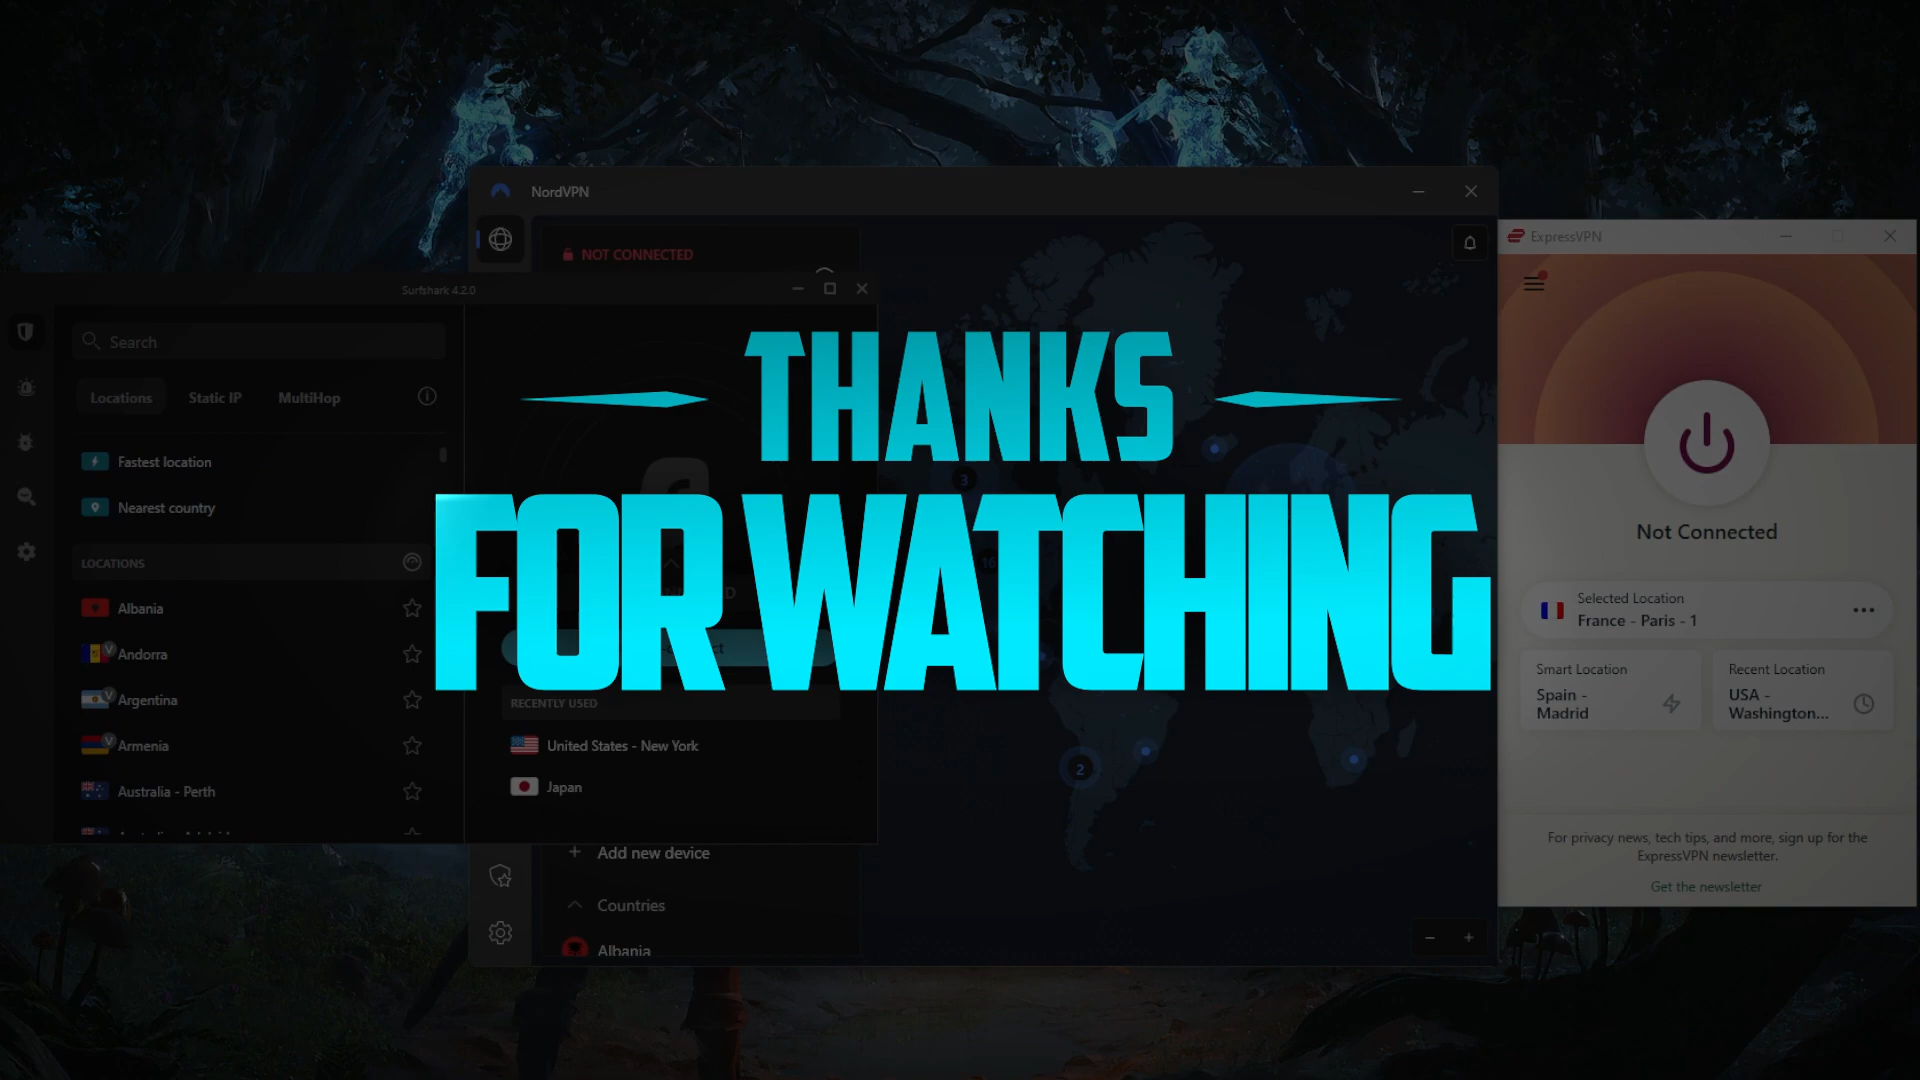 NordVPN
NOT CONNECTED
ExpressVPN
Surfshark 4.2.0
Search
Locations Static IP MultiHop
Fastest location
Nearest country
LOCATIONS
Albania
Andorra
Argentina
Armenia
Australia - Perth
THANKS
FOR WATCHING
3
16
2
RECENTLY USED
United States - New York
Japan
Add new device
Countries
Albania
Not Connected
Selected Location
France - Paris - 1
Smart Location
Spain -
Madrid
Recent Location
USA -
Washington...
For privacy news, tech tips, and more, sign up for the
ExpressVPN newsletter.
Get the newsletter